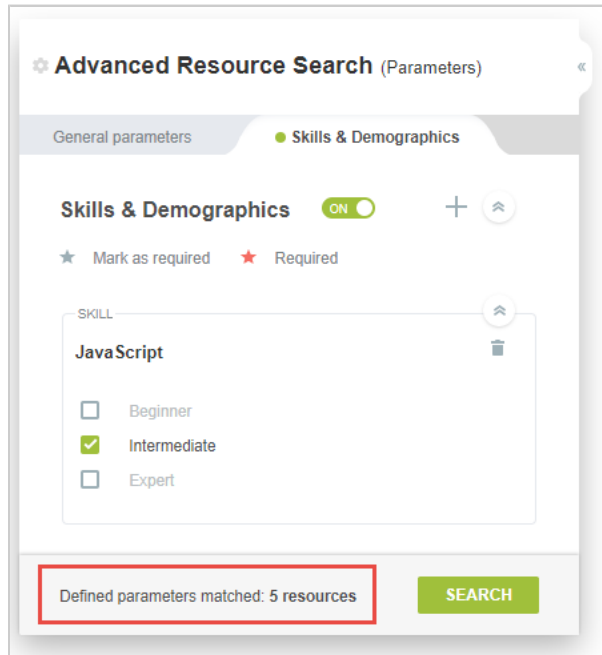 Advanced Resource Search (Parameters)
«
General parameters
Skills & Demographics
Skills & Demographics ON
Mark as required Required
SKILL
JavaScript
Beginner
Intermediate
Expert
Defined parameters matched: 5 resources SEARCH